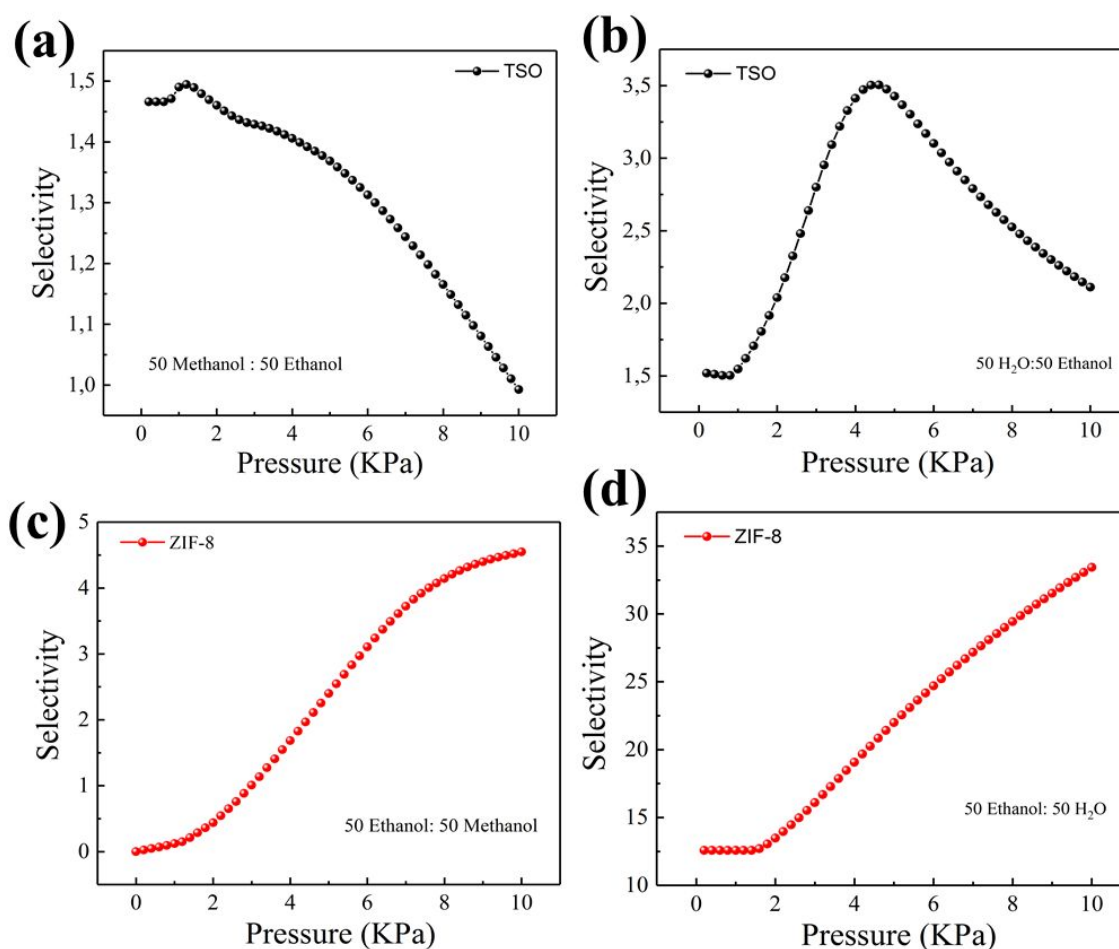 (a)
TSO
1,5
1,4
1,3
1,2
1,1
1,0
Selectivity
50 Methanol : 50 Ethanol
0 2 4 6 8 10
Pressure (KPa)
(b)
TSO
3,5
3,0
2,5
2,0
1,5
Selectivity
50 H₂O:50 Ethanol
0 2 4 6 8 10
Pressure (KPa)
(c)
ZIF-8
5
4
3
2
1
0
Selectivity
50 Ethanol: 50 Methanol
0 2 4 6 8 10
Pressure (KPa)
(d)
ZIF-8
35
30
25
20
15
10
Selectivity
50 Ethanol: 50 H₂O
0 2 4 6 8 10
Pressure (KPa)